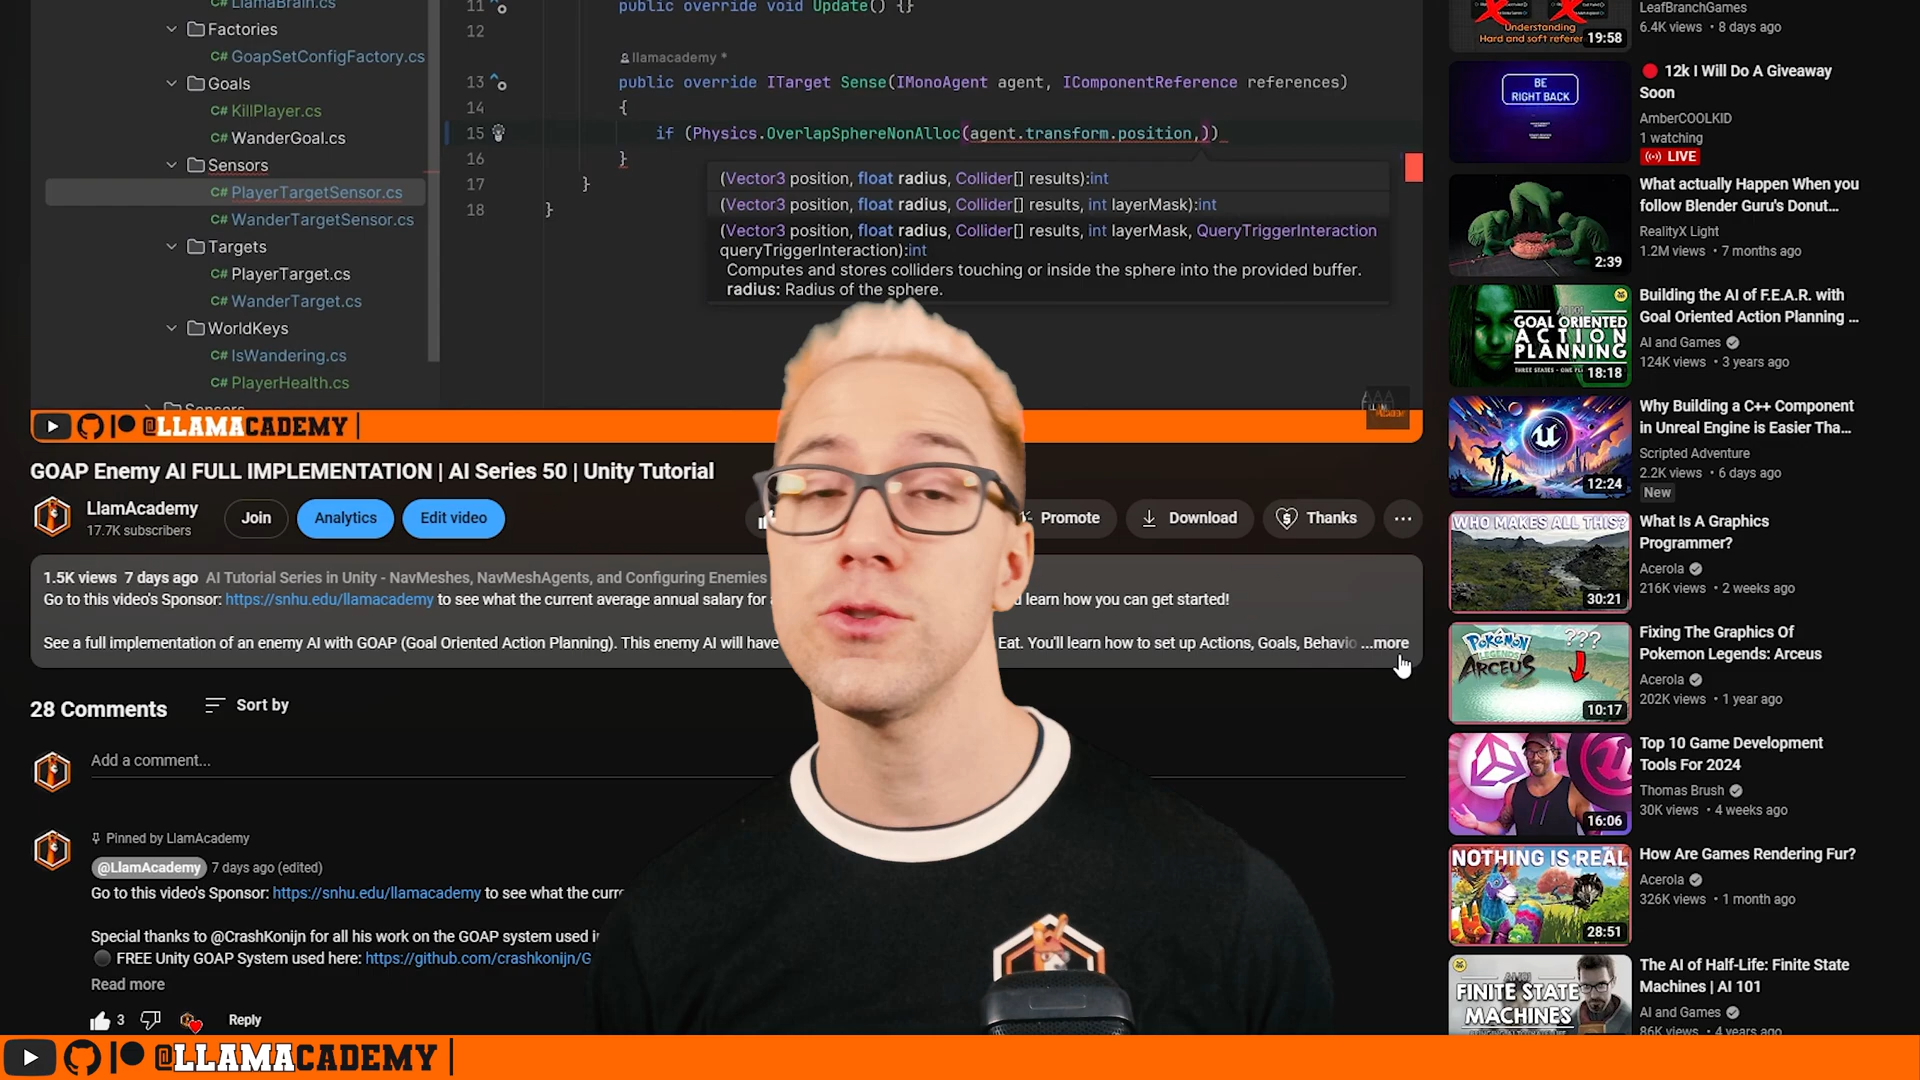 LlamaBrain.cs
Factories
C# GoapSetConfigFactory.cs
Goals
C# KillPlayer.cs
C# WanderGoal.cs
Sensors
C# PlayerTargetSensor.cs
C# WanderTargetSensor.cs
Targets
C# PlayerTarget.cs
C# WanderTarget.cs
WorldKeys
C# IsWandering.cs
C# PlayerHealth.cs
Sensors
11 public override void Update() {}
12
llamacademy *
13 public override ITarget Sense(IMonoAgent agent, IComponentReference references)
14 {
15 if (Physics.OverlapSphereNonAlloc(agent.transform.position,))
16 }
17 }
18 }
(Vector3 position, float radius, Collider[] results):int
(Vector3 position, float radius, Collider[] results, int layerMask):int
(Vector3 position, float radius, Collider[] results, int layerMask, QueryTriggerInteraction
queryTriggerInteraction):int
Computes and stores colliders touching or inside the sphere into the provided buffer.
radius: Radius of the sphere.
@LLAMACADEMY
GOAP Enemy AI FULL IMPLEMENTATION | AI Series 50 | Unity Tutorial
LlamAcademy
17.7K subscribers
Join
Analytics
Edit video
Promote
Download
Thanks
1.5K views 7 days ago AI Tutorial Series in Unity - NavMeshes, NavMeshAgents, and Configuring Enemies
Go to this video's Sponsor: https://snhu.edu/llamacademy to see what the current average annual salary for learn how you can get started!
See a full implementation of an enemy AI with GOAP (Goal Oriented Action Planning). This enemy AI will have Eat. You'll learn how to set up Actions, Goals, Behavio ...more
28 Comments
Sort by
Add a comment...
Pinned by LlamAcademy
@LlamAcademy 7 days ago (edited)
Go to this video's Sponsor: https://snhu.edu/llamacademy to see what the curre
Special thanks to @CrashKonijn for all his work on the GOAP system used i
FREE Unity GOAP System used here: https://github.com/crashkonijn/G
Read more
3
Reply
@LLAMACADEMY
Understanding
Hard and soft referen
19:58
LeafBranchGames
6.4K views • 8 days ago
BE
RIGHT BACK
12k I Will Do A Giveaway
Soon
AmberCOOLKID
1 watching
LIVE
2:39
What actually Happen When you
follow Blender Guru's Donut...
RealityX Light
1.2M views • 7 months ago
AI 101
GOAL ORIENTED
ACTION
PLANNING
18:18
Building the AI of F.E.A.R. with
Goal Oriented Action Planning ...
AI and Games
124K views • 3 years ago
12:24
Why Building a C++ Component
in Unreal Engine is Easier Tha...
Scripted Adventure
2.2K views • 6 days ago
New
WHO MAKES ALL THIS?
30:21
What Is A Graphics
Programmer?
Acerola
216K views • 2 weeks ago
POKÉMON
LEGENDS
ARCEUS
???
10:17
Fixing The Graphics Of
Pokemon Legends: Arceus
Acerola
202K views • 1 year ago
16:06
Top 10 Game Development
Tools For 2024
Thomas Brush
30K views • 4 weeks ago
NOTHING IS REAL
28:51
How Are Games Rendering Fur?
Acerola
326K views • 1 month ago
AI 101
FINITE STATE
MACHINES
The AI of Half-Life: Finite State
Machines | AI 101
AI and Games
86K views • 4 years ago